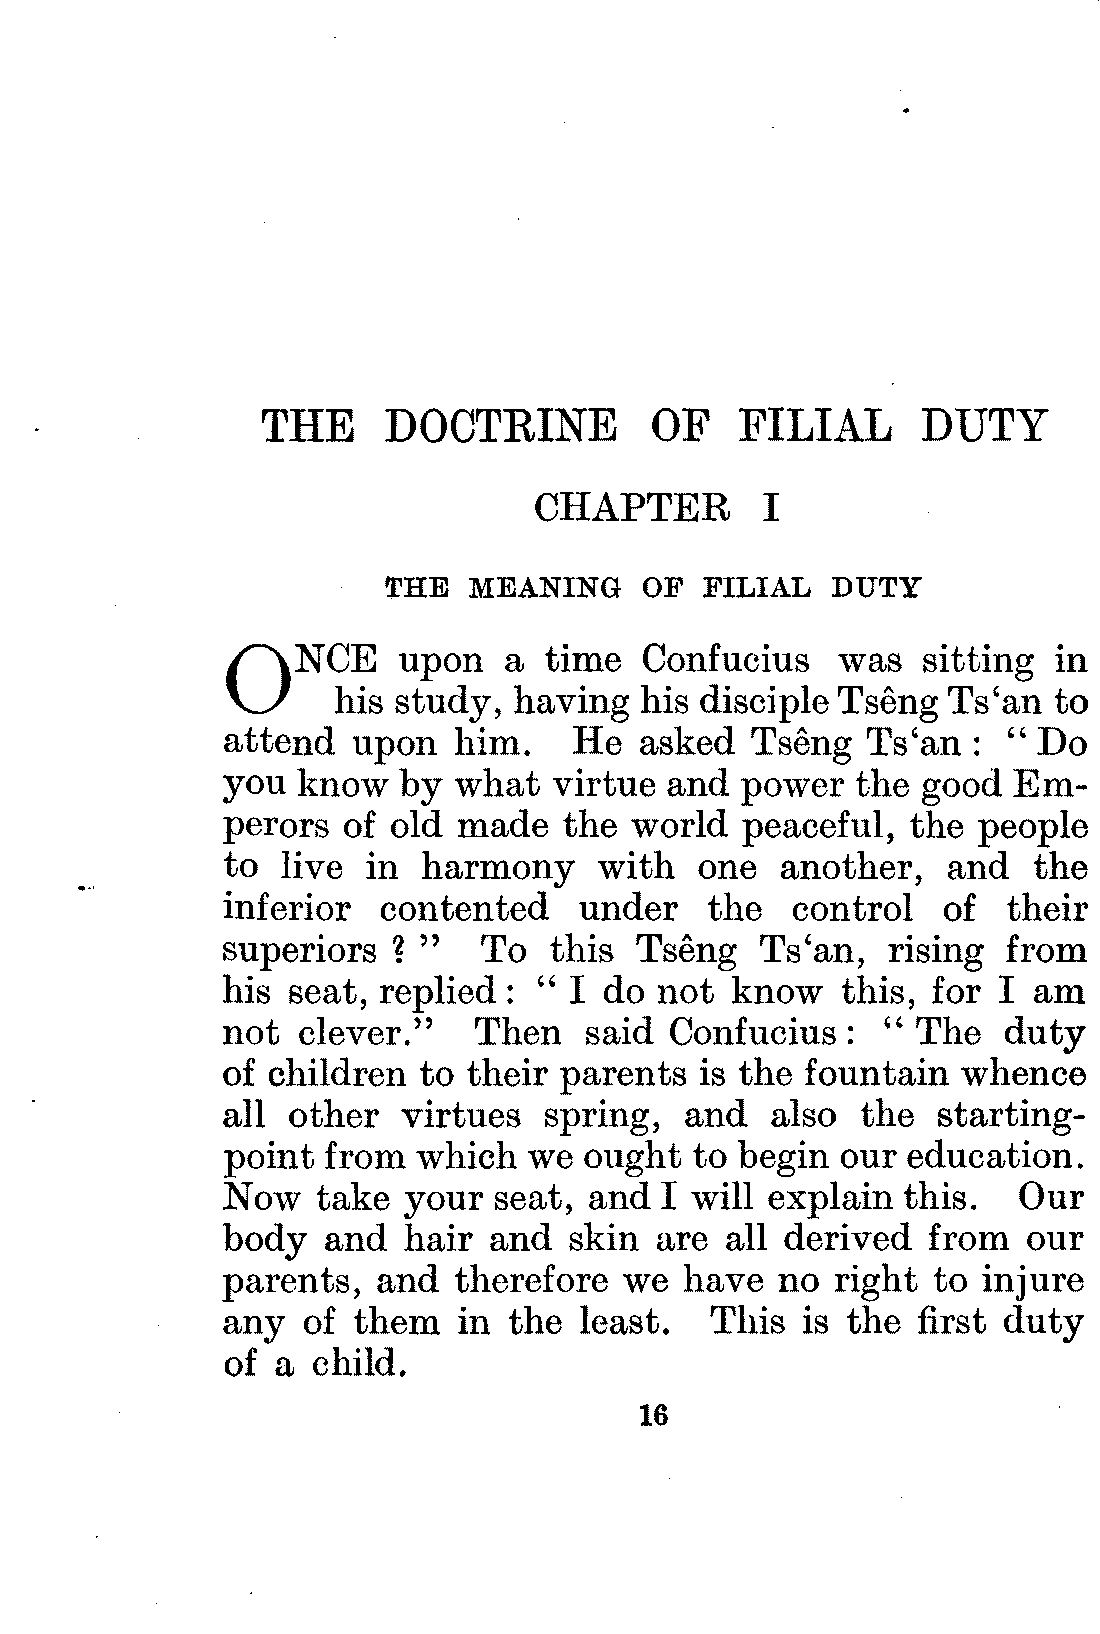 THE DOCTRINE OF FILIAL DUTY
CHAPTER I
THE MEANING OF FILIAL DUTY
ONCE upon a time Confucius was sitting in
his study, having his disciple Tsêng Ts‘an to
attend upon him. He asked Tsêng Ts‘an : “ Do
you know by what virtue and power the good Em-
perors of old made the world peaceful, the people
to live in harmony with one another, and the
inferior contented under the control of their
superiors ? ” To this Tsêng Ts‘an, rising from
his seat, replied : “ I do not know this, for I am
not clever.” Then said Confucius : “ The duty
of children to their parents is the fountain whence
all other virtues spring, and also the starting-
point from which we ought to begin our education.
Now take your seat, and I will explain this. Our
body and hair and skin are all derived from our
parents, and therefore we have no right to injure
any of them in the least. This is the first duty
of a child.
16